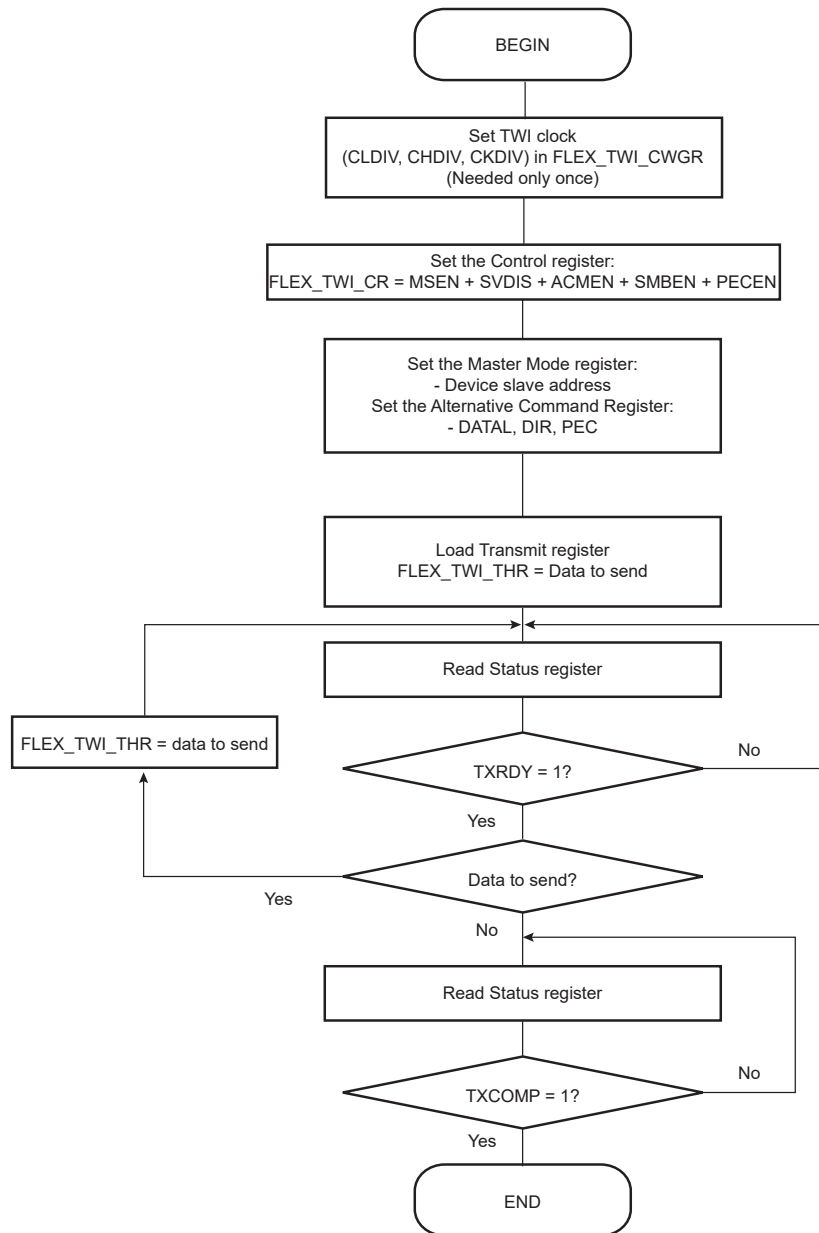 BEGIN
Set TWI clock
(CLDIV, CHDIV, CKDIV) in FLEX_TWI_CWGR
(Needed only once)
Set the Control register:
FLEX_TWI_CR = MSEN + SVDIS + ACMEN + SMBEN + PECEN
Set the Master Mode register:
- Device slave address
Set the Alternative Command Register:
- DATAL, DIR, PEC
Load Transmit register
FLEX_TWI_THR = Data to send
Read Status register
FLEX_TWI_THR = data to send
TXRDY = 1?
No
Yes
Data to send?
Yes
No
Read Status register
TXCOMP = 1?
No
Yes
END